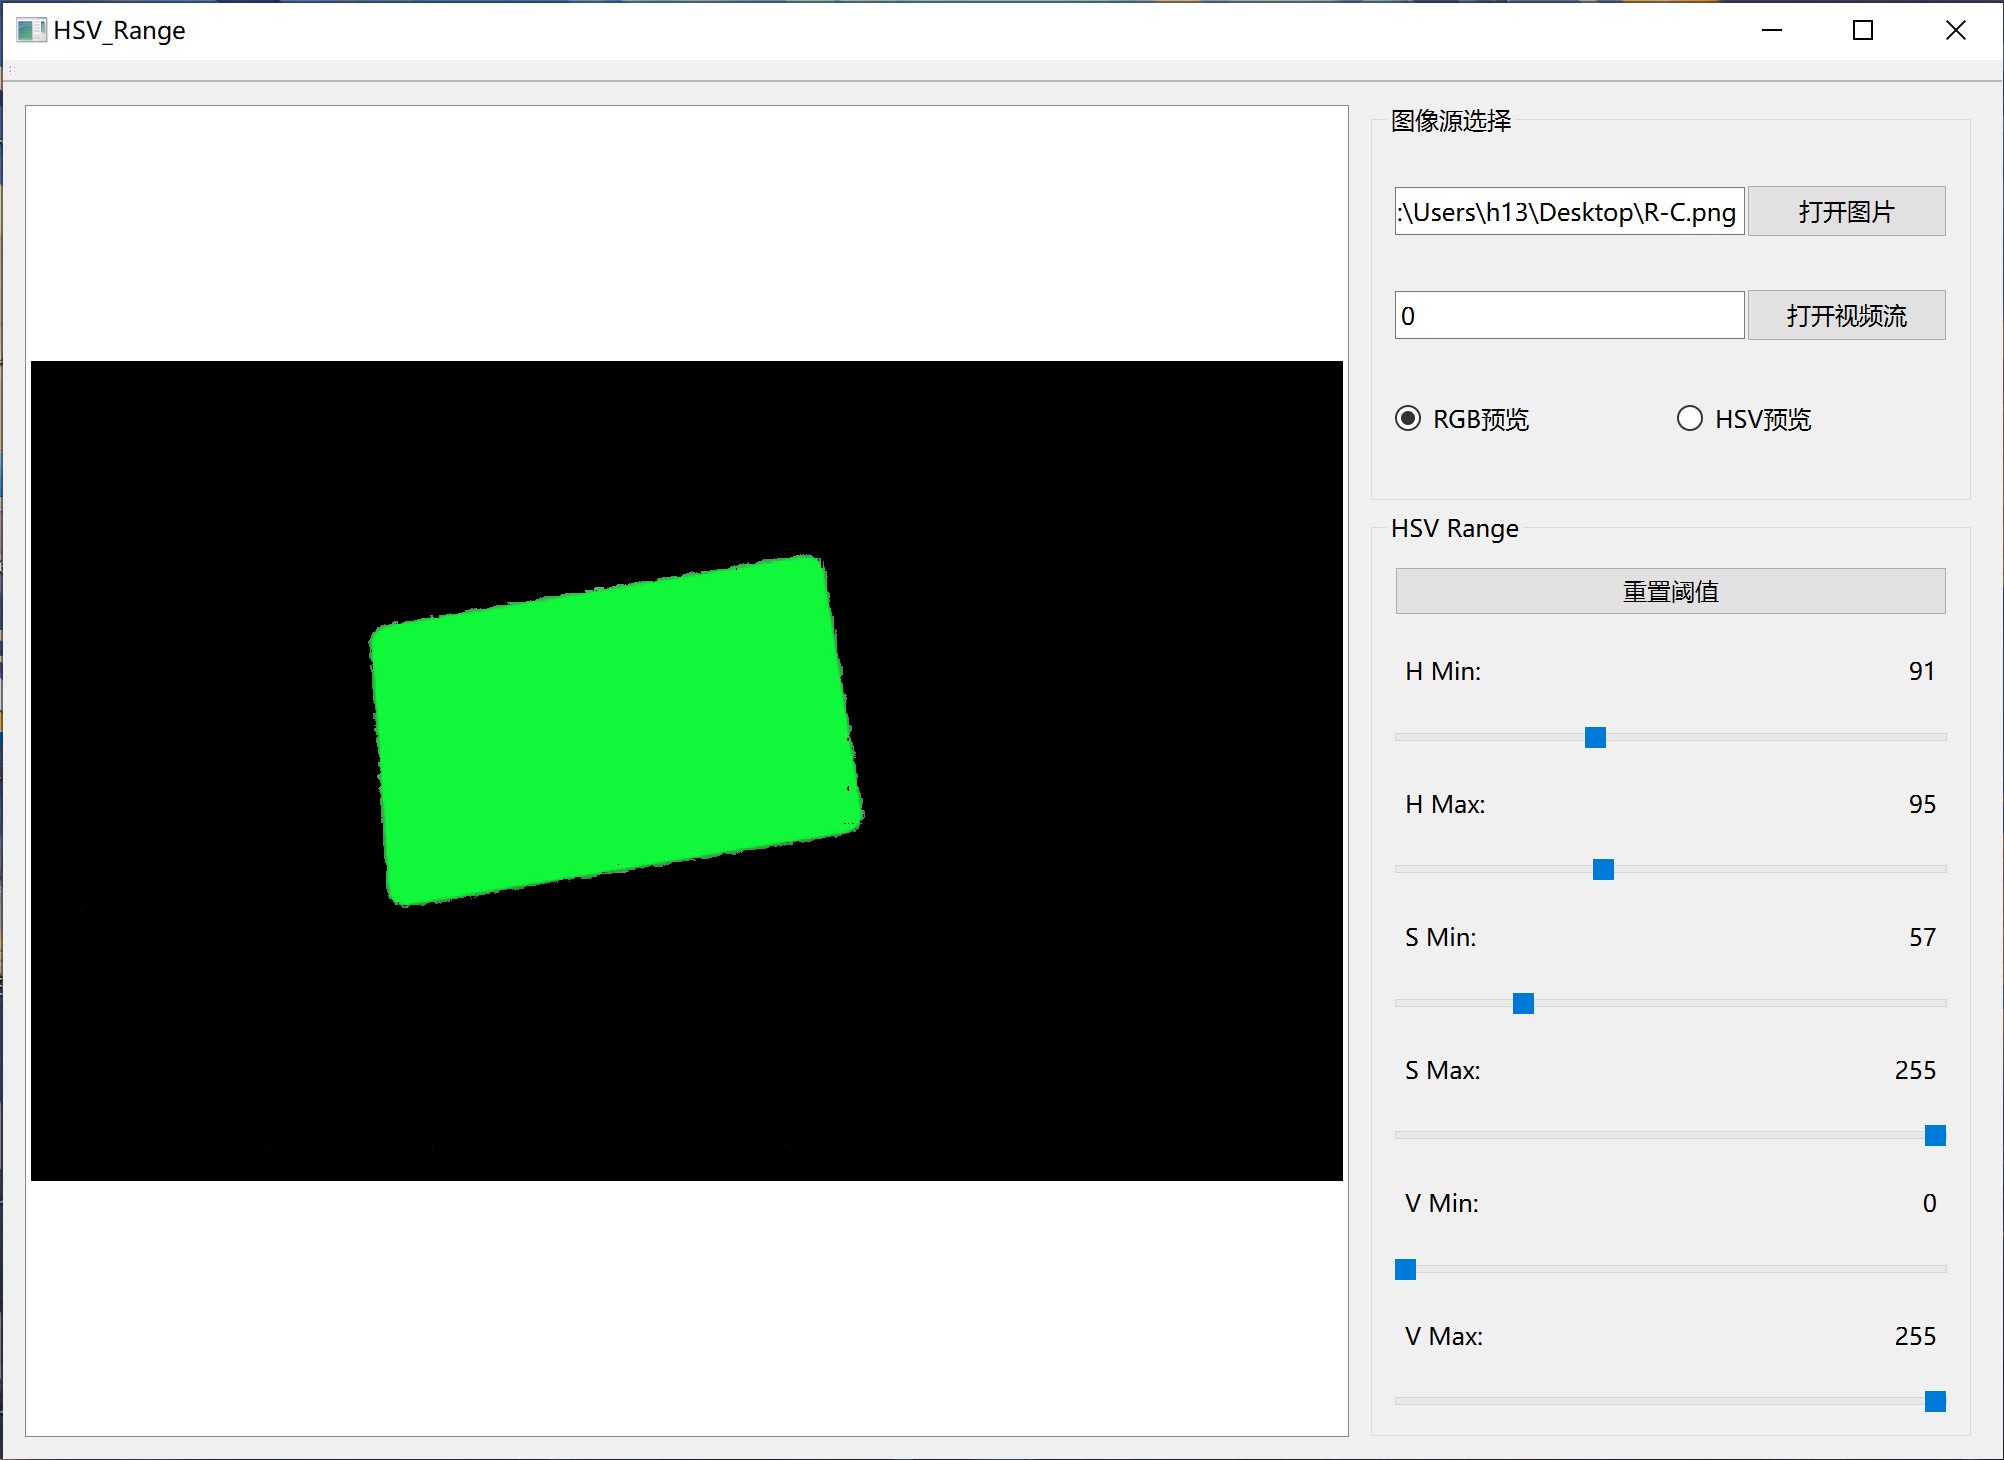 HSV_Range
图像源选择
:\Users\h13\Desktop\R-C.png
打开图片
0
打开视频流
RGB预览
HSV预览
HSV Range
重置阈值
H Min:
91
H Max:
95
S Min:
57
S Max:
255
V Min:
0
V Max:
255